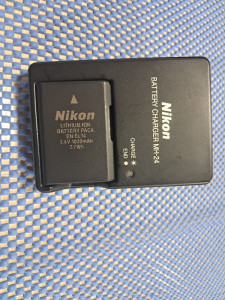 Nikon
LITHIUM ION
BATTERY PACK
EN-EL14
7.4V 1030mAh
7.7Wh
Nikon
BATTERY CHARGER MH-24
CHARGE
END